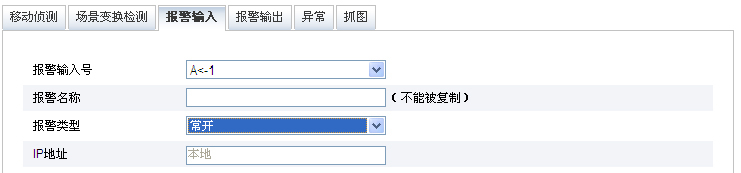 移动侦测 场景变换检测 报警输入 报警输出 异常 抓图
报警输入号 A<-1
报警名称 （不能被复制）
报警类型 常开
IP地址 本地